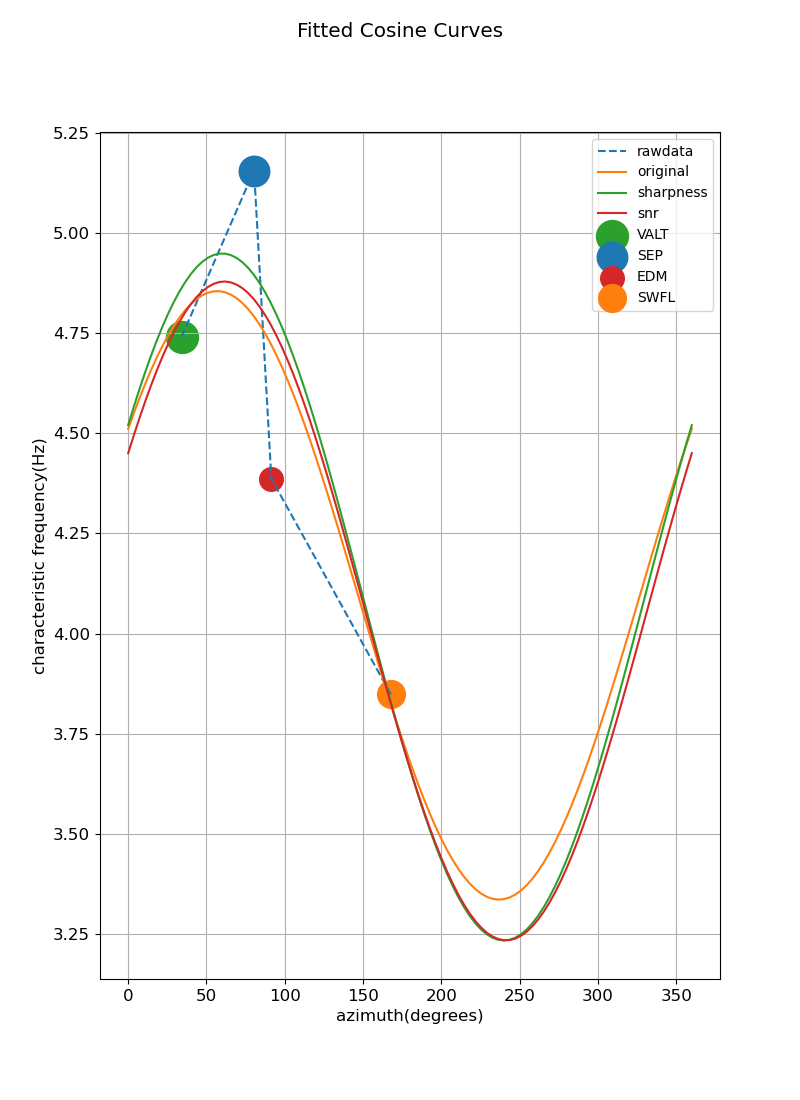 Fitted Cosine Curves
5.25
5.00
4.75
4.50
4.25
4.00
3.75
3.50
3.25
characteristic frequency(Hz)
rawdata
original
sharpness
snr
VALT
SEP
EDM
SWFL
0 50 100 150 200 250 300 350
azimuth(degrees)